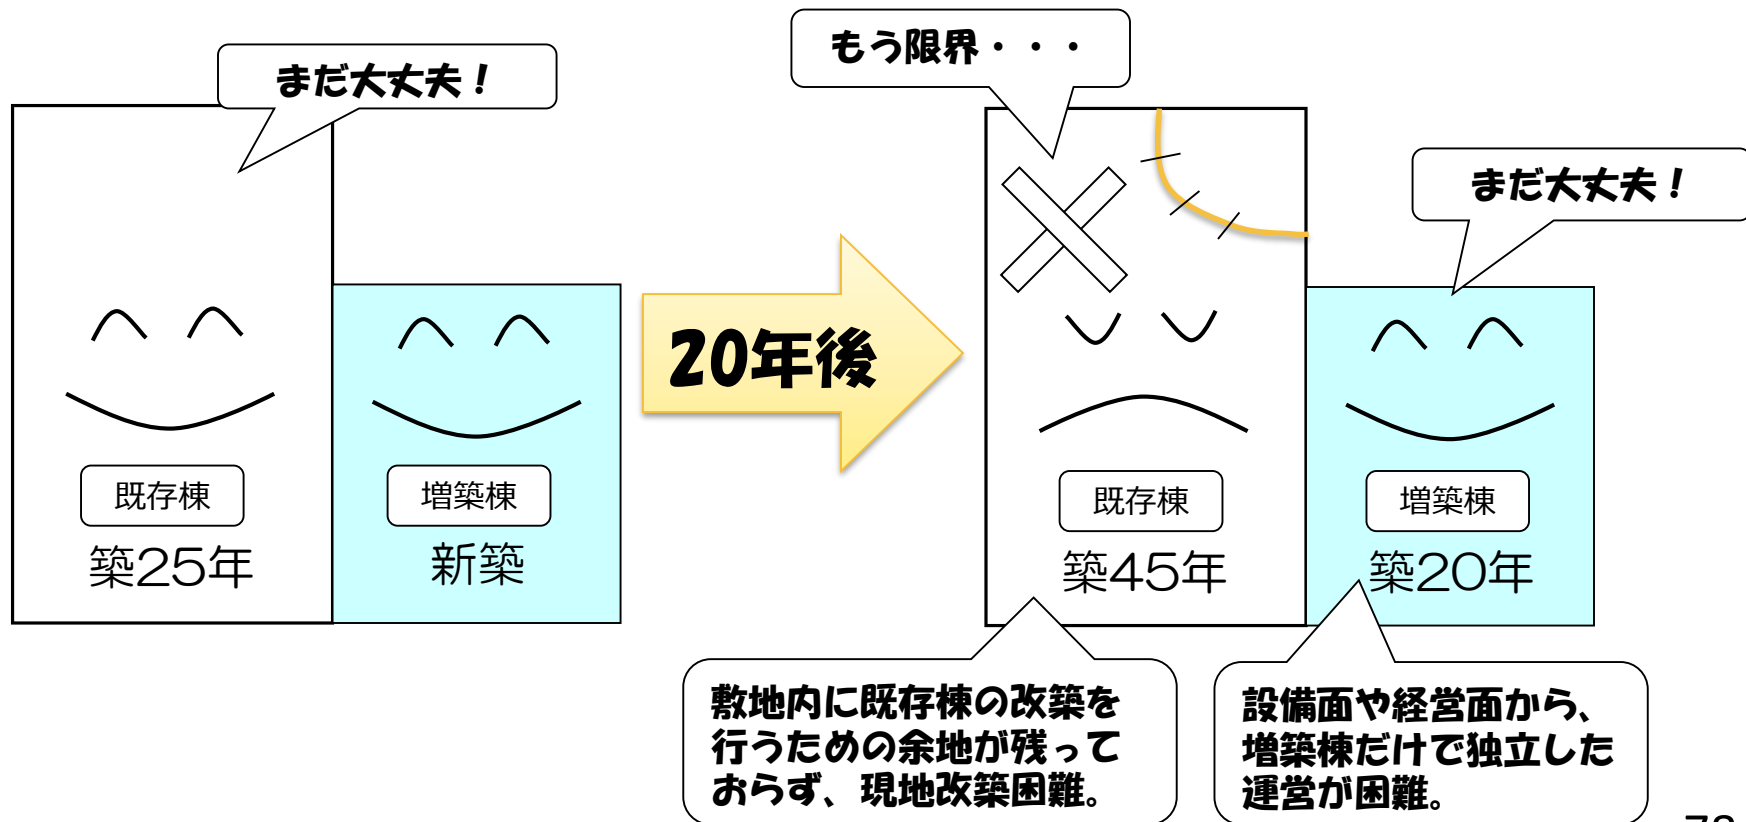 まだ大丈夫！
既存棟
築25年
増築棟
新築
20年後
もう限界・・・
まだ大丈夫！
既存棟
築45年
増築棟
築20年
敷地内に既存棟の改築を
行うための余地が残って
おらず、現地改築困難。
設備面や経営面から、
増築棟だけで独立した
運営が困難。